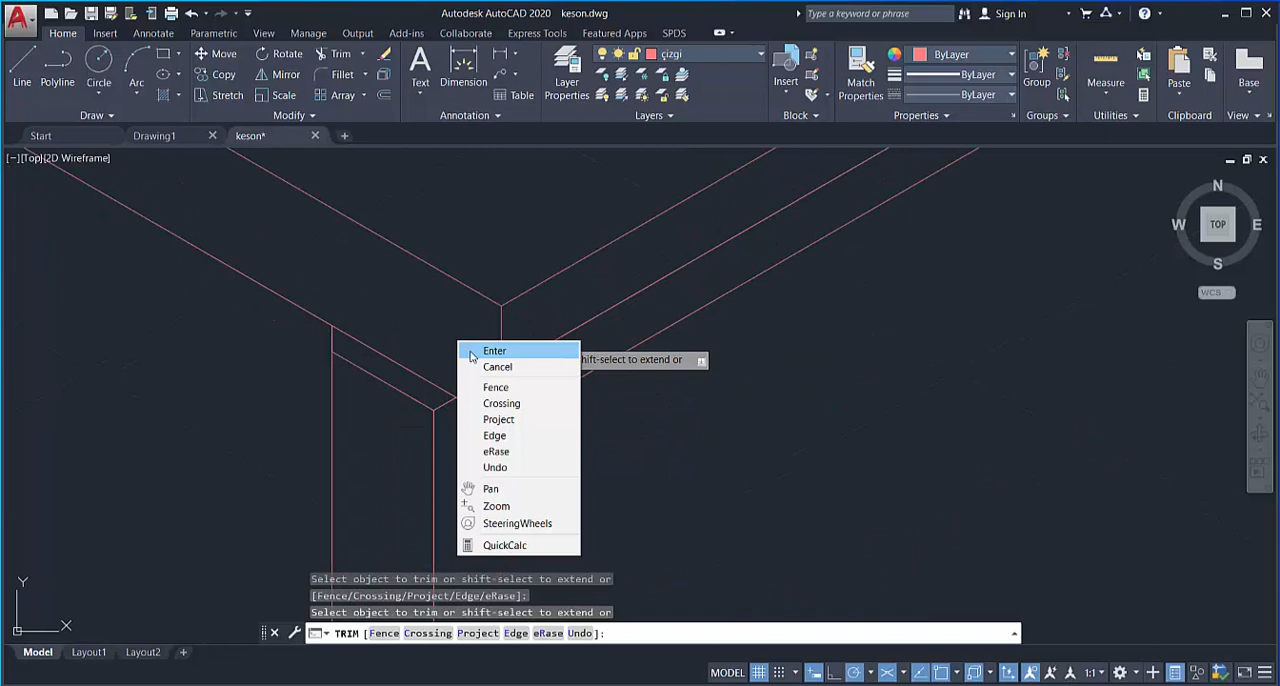 Autodesk AutoCAD 2020 keson.dwg
Type a keyword or phrase
Sign In
Home Insert Annotate Parametric View Manage Output Add-ins Collaborate Express Tools Featured Apps SPDS
Line
Polyline
Circle
Arc
Move
Rotate
Trim
Copy
Mirror
Fillet
Stretch
Scale
Array
Text
Dimension
Table
Layer
Properties
çizgi
Insert
Match
Properties
ByLayer
ByLayer
ByLayer
Group
Measure
Paste
Base
Draw
Modify
Annotation
Layers
Block
Properties
Groups
Utilities
Clipboard
View
Start
Drawing1
keson*
[−][Top][2D Wireframe]
N
W TOP E
S
WCS
Enter
Cancel
Fence
Crossing
Project
Edge
eRase
Undo
Pan
Zoom
SteeringWheels
QuickCalc
hift-select to extend or
Y
X
Select object to trim or shift-select to extend or
[Fence/Crossing/Project/Edge/eRase]:
Select object to trim or shift-select to extend or
TRIM [Fence Crossing Project Edge eRase Undo]:
Model Layout1 Layout2
MODEL
1:1